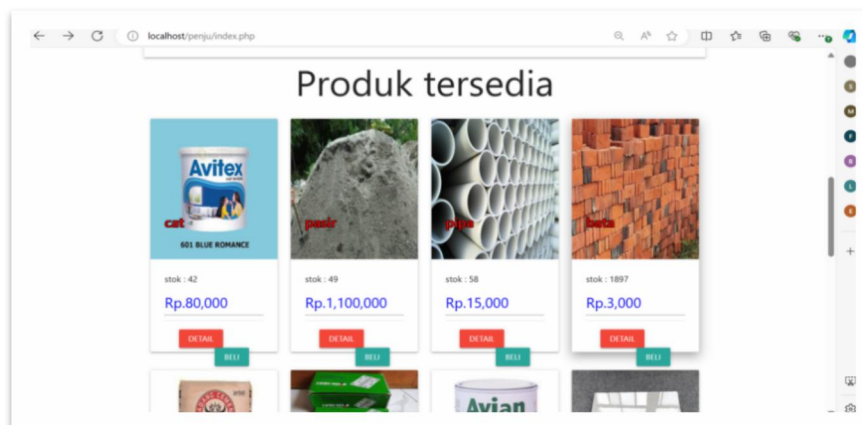 localhost/penju/index.php
Produk tersedia
Avitex
cat
601 BLUE ROMANCE
pasir
pipa
bata
stok : 42
stok : 49
stok : 58
stok : 1897
Rp.80,000
Rp.1,100,000
Rp.15,000
Rp.3,000
DETAIL
DETAIL
DETAIL
DETAIL
BELI
BELI
BELI
BELI
Avian
S
M
F
B
L
E